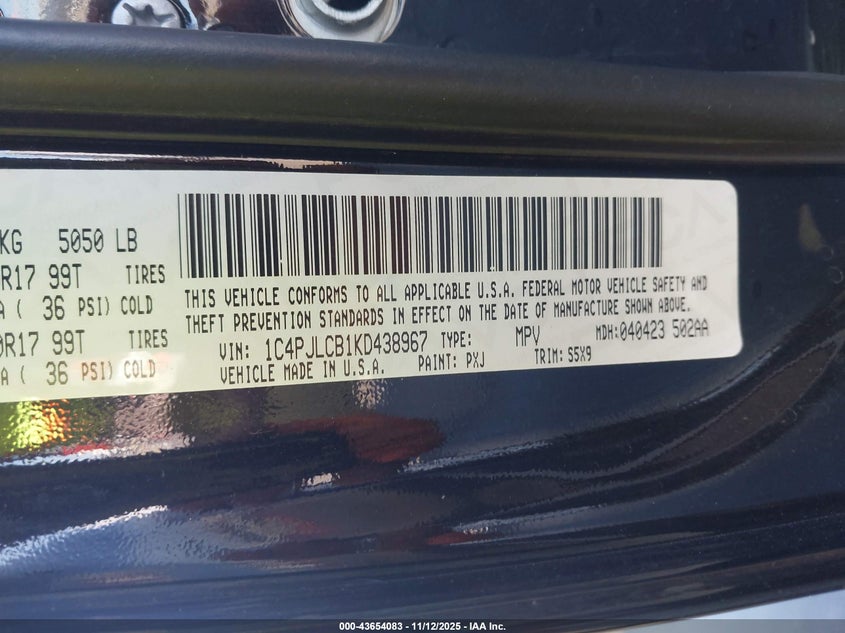 KG 5050 LB
R17 99T TIRES
A ( 36 PSI) COLD
R17 99T TIRES
A ( 36 PSI) COLD
THIS VEHICLE CONFORMS TO ALL APPLICABLE U.S.A. FEDERAL MOTOR VEHICLE SAFETY AND
THEFT PREVENTION STANDARDS IN EFFECT ON THE DATE OF MANUFACTURE SHOWN ABOVE.
VIN: 1C4PJLCB1KD438967 TYPE: MPV MDH:040423 502AA
VEHICLE MADE IN U.S.A. PAINT: PXJ TRIM: S5X9
000-43654083 - 11/12/2025 - IAA Inc.